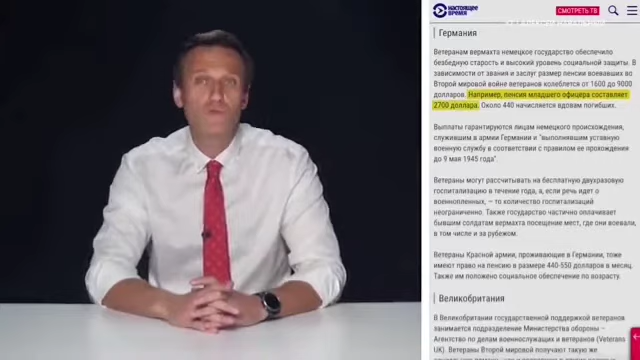 НАСТОЯЩЕЕ
ВРЕМЯ
СМОТРЕТЬ ТВ
Германия
Ветеранам вермахта немецкое государство обеспечило
безбедную старость и высокий уровень социальной защиты. В
зависимости от звания и заслуг размер пенсии воевавших во
Второй мировой войне ветеранов колеблется от 1600 до 9000
долларов. Например, пенсия младшего офицера составляет
2700 доллара. Около 440 начисляется вдовам погибших.
Выплаты гарантируются лицам немецкого происхождения,
служившим в армии Германии и "выполнившим уставную
военную службу в соответствии с правилом ее прохождения
до 9 мая 1945 года".
Ветераны могут рассчитывать на бесплатную двухразовую
госпитализацию в течение года, а, если речь идет о
военнопленных, — то количество госпитализаций
неограниченно. Также государство частично оплачивает
бывшим солдатам вермахта посещение мест, где они воевали,
в том числе и за рубежом.
Ветераны Красной армии, проживающие в Германии, тоже
имеют право на пенсию в размере 440-550 долларов в месяц.
Также им положено социальное обеспечение по возрасту.
Великобритания
В Великобритании государственной поддержкой ветеранов
занимается подразделение Министерства обороны –
Агентство по делам военнослужащих и ветеранов (Veterans
UK). Ветераны Второй мировой получают такую же